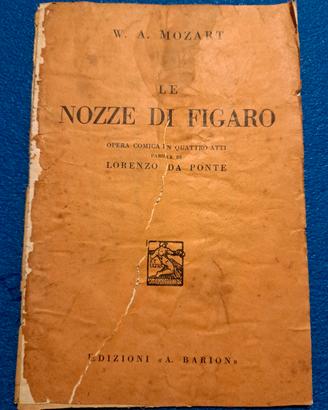 W. A. MOZART
LE
NOZZE DI FIGARO
OPERA COMICA IN QUATTRO ATTI
PAROLE DI
LORENZO DA PONTE
EDIZIONI «A. BARION»